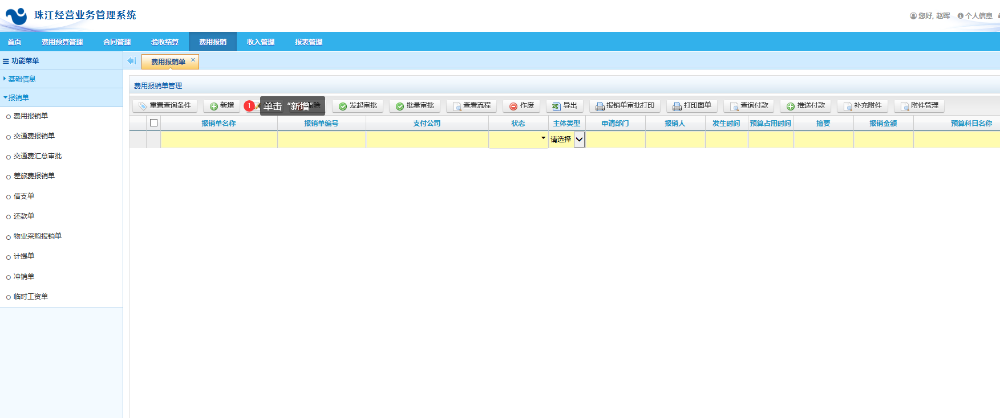 珠江经营业务管理系统
您好, 赵晖 个人信息
首页 费用预算管理 合同管理 验收结算 费用报销 收入管理 报表管理
功能菜单
费用报销单
基础信息
费用报销单管理
报销单
重置查询条件 新增 1 单击“新增” 除 发起审批 批量审批 查看流程 作废 导出 报销单审批打印 打印面单 查询付款 推送付款 补充附件 附件管理
报销单名称 报销单编号 支付公司 状态 主体类型 申请部门 报销人 发生时间 预算占用时间 摘要 报销金额 预算科目名称
请选择
费用报销单
交通费报销单
交通费汇总审批
差旅费报销单
借支单
还款单
物业采购报销单
计提单
冲销单
临时工资单